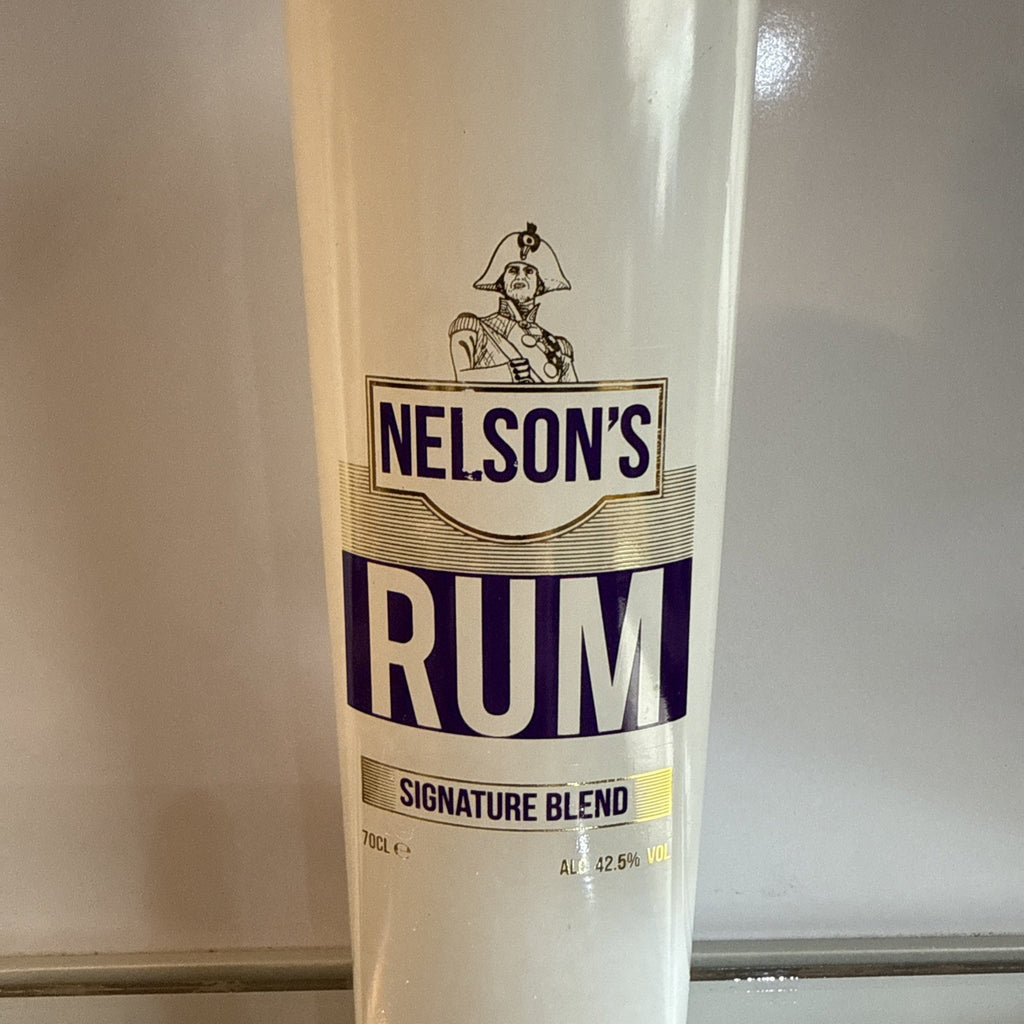 NELSON'S
RUM
SIGNATURE BLEND
70CL ℮
ALC 42.5% VOL